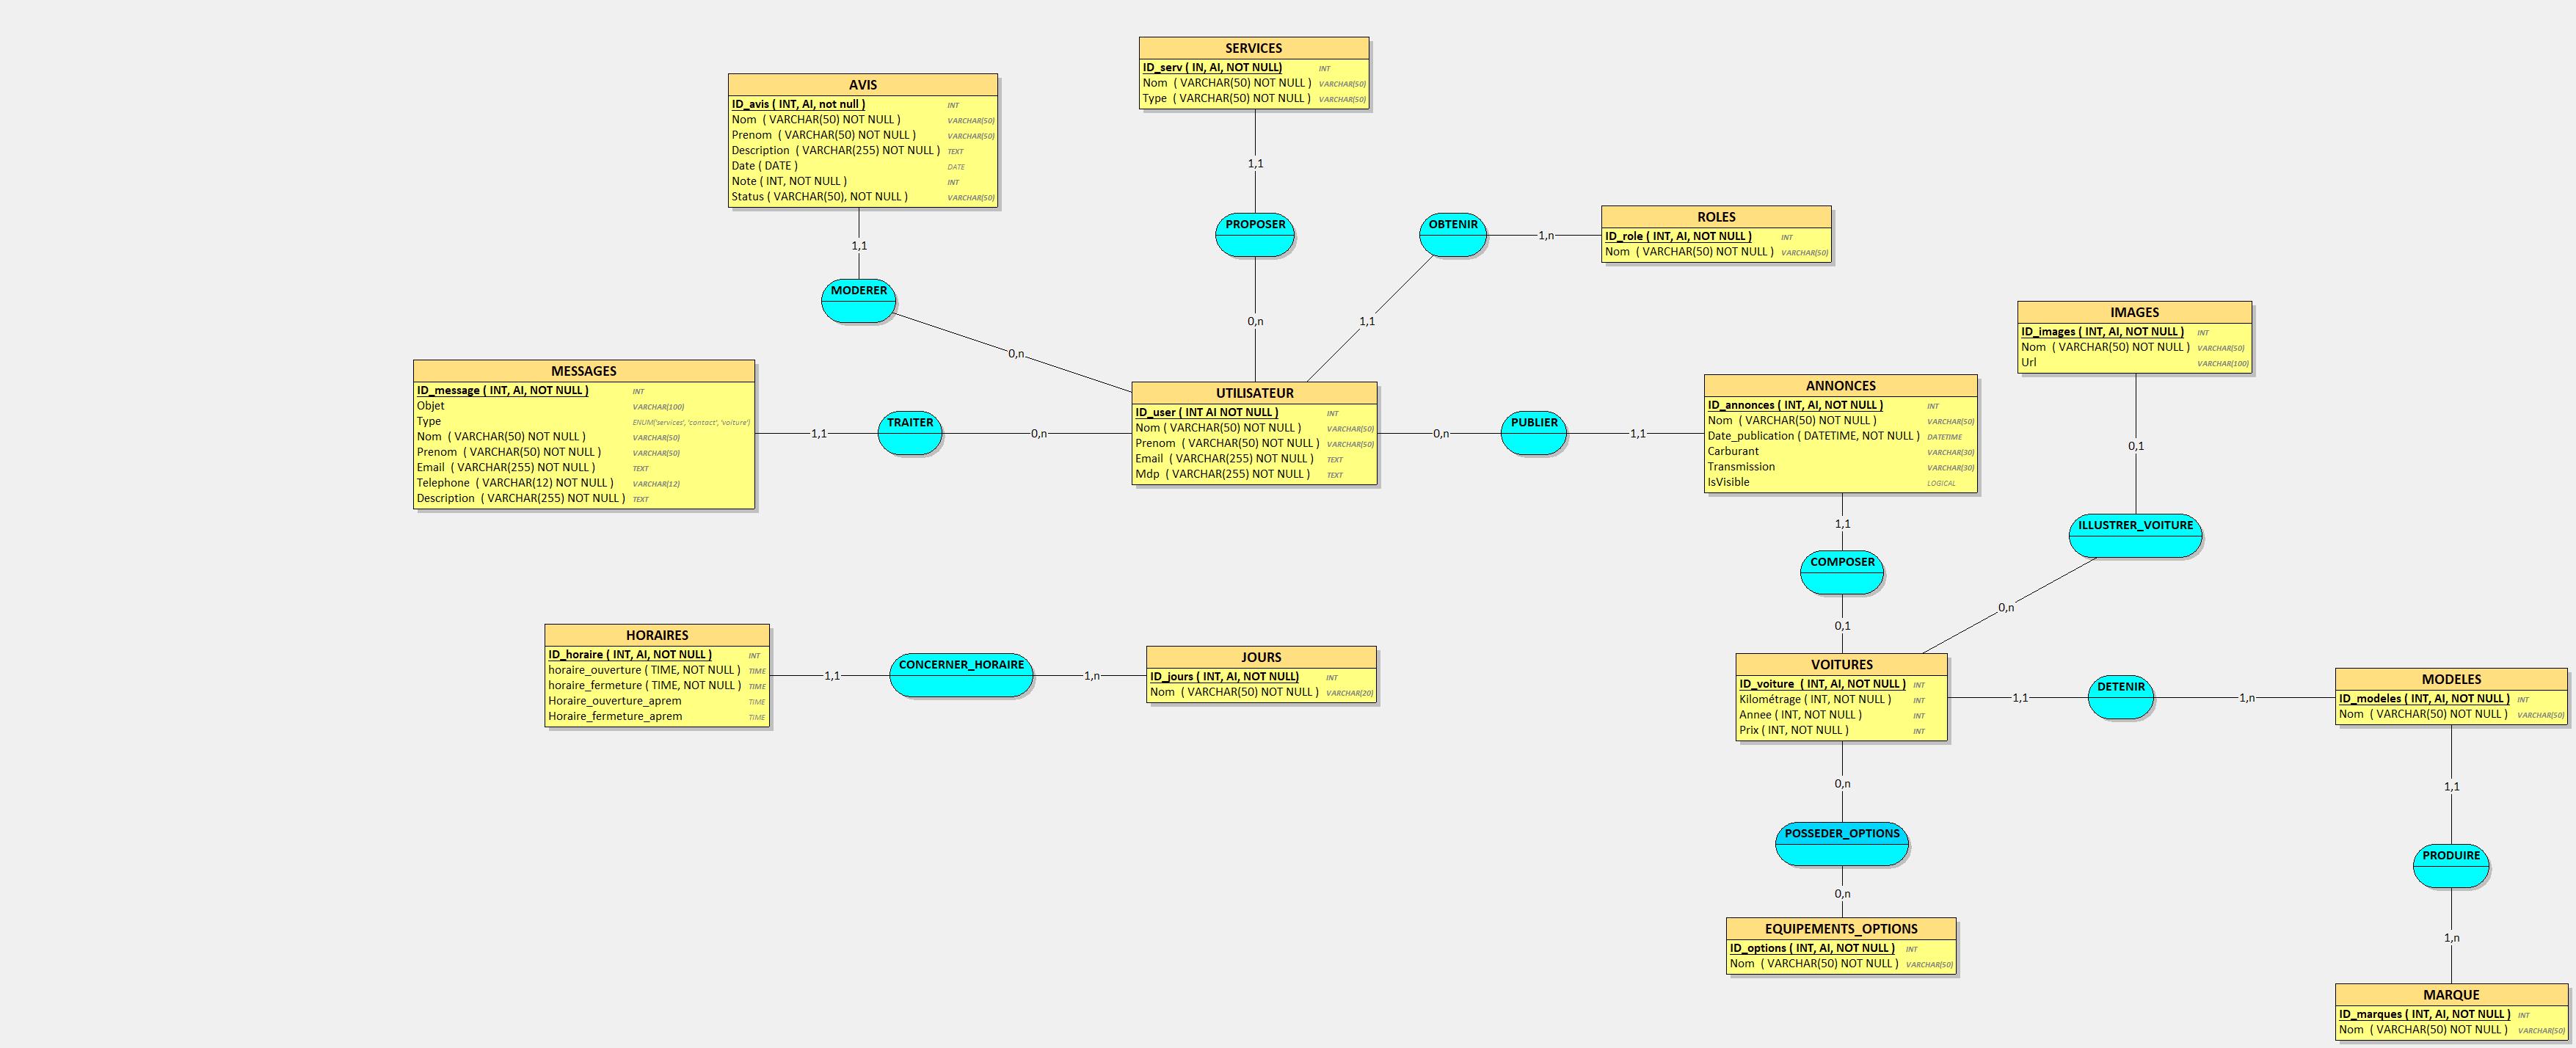 SERVICES
ID_serv ( IN, AI, NOT NULL) INT
Nom ( VARCHAR(50) NOT NULL ) VARCHAR(50)
Type ( VARCHAR(50) NOT NULL ) VARCHAR(50)
1,1
PROPOSER
0,n
AVIS
ID_avis ( INT, AI, not null ) INT
Nom ( VARCHAR(50) NOT NULL ) VARCHAR(50)
Prenom ( VARCHAR(50) NOT NULL ) VARCHAR(50)
Description ( VARCHAR(255) NOT NULL ) TEXT
Date ( DATE ) DATE
Note ( INT, NOT NULL ) INT
Status ( VARCHAR(50), NOT NULL ) VARCHAR(50)
1,1
MODERER
0,n
OBTENIR
1,n
1,1
ROLES
ID_role ( INT, AI, NOT NULL ) INT
Nom ( VARCHAR(50) NOT NULL ) VARCHAR(50)
IMAGES
ID_images ( INT, AI, NOT NULL ) INT
Nom ( VARCHAR(50) NOT NULL ) VARCHAR(50)
Url VARCHAR(100)
0,1
ILLUSTRER_VOITURE
0,n
MESSAGES
ID_message ( INT, AI, NOT NULL ) INT
Objet VARCHAR(100)
Type ENUM('services', 'contact', 'voiture')
Nom ( VARCHAR(50) NOT NULL ) VARCHAR(50)
Prenom ( VARCHAR(50) NOT NULL ) VARCHAR(50)
Email ( VARCHAR(255) NOT NULL ) TEXT
Telephone ( VARCHAR(12) NOT NULL ) VARCHAR(12)
Description ( VARCHAR(255) NOT NULL ) TEXT
1,1
TRAITER
0,n
UTILISATEUR
ID_user ( INT AI NOT NULL ) INT
Nom ( VARCHAR(50) NOT NULL ) VARCHAR(50)
Prenom ( VARCHAR(50) NOT NULL ) VARCHAR(50)
Email ( VARCHAR(255) NOT NULL ) TEXT
Mdp ( VARCHAR(255) NOT NULL ) TEXT
0,n
PUBLIER
1,1
ANNONCES
ID_annonces ( INT, AI, NOT NULL ) INT
Nom ( VARCHAR(50) NOT NULL ) VARCHAR(50)
Date_publication ( DATETIME, NOT NULL ) DATETIME
Carburant VARCHAR(30)
Transmission VARCHAR(30)
IsVisible LOGICAL
1,1
COMPOSER
0,1
HORAIRES
ID_horaire ( INT, AI, NOT NULL ) INT
horaire_ouverture ( TIME, NOT NULL ) TIME
horaire_fermeture ( TIME, NOT NULL ) TIME
Horaire_ouverture_aprem TIME
Horaire_fermeture_aprem TIME
1,1
CONCERNER_HORAIRE
1,n
JOURS
ID_jours ( INT, AI, NOT NULL) INT
Nom ( VARCHAR(50) NOT NULL ) VARCHAR(20)
VOITURES
ID_voiture ( INT, AI, NOT NULL ) INT
Kilométrage ( INT, NOT NULL ) INT
Annee ( INT, NOT NULL ) INT
Prix ( INT, NOT NULL ) INT
1,1
DETENIR
1,n
MODELES
ID_modeles ( INT, AI, NOT NULL ) INT
Nom ( VARCHAR(50) NOT NULL ) VARCHAR(50)
0,n
POSSEDER_OPTIONS
0,n
1,1
PRODUIRE
1,n
EQUIPEMENTS_OPTIONS
ID_options ( INT, AI, NOT NULL ) INT
Nom ( VARCHAR(50) NOT NULL ) VARCHAR(50)
MARQUE
ID_marques ( INT, AI, NOT NULL ) INT
Nom ( VARCHAR(50) NOT NULL ) VARCHAR(50)